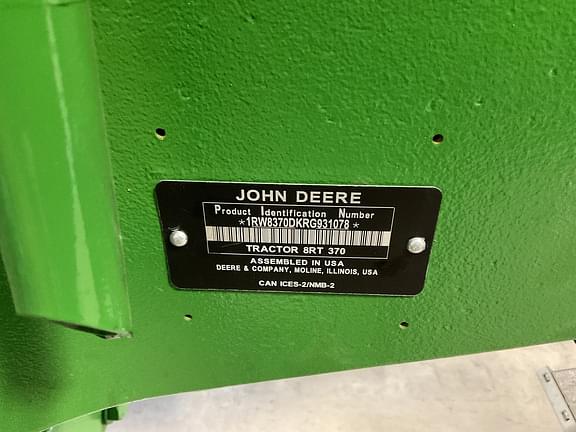 JOHN DEERE
Product Identification Number
*1RW8370DKRG931078*
TRACTOR 8RT 370
ASSEMBLED IN USA
DEERE & COMPANY, MOLINE, ILLINOIS, USA
CAN ICES-2/NMB-2